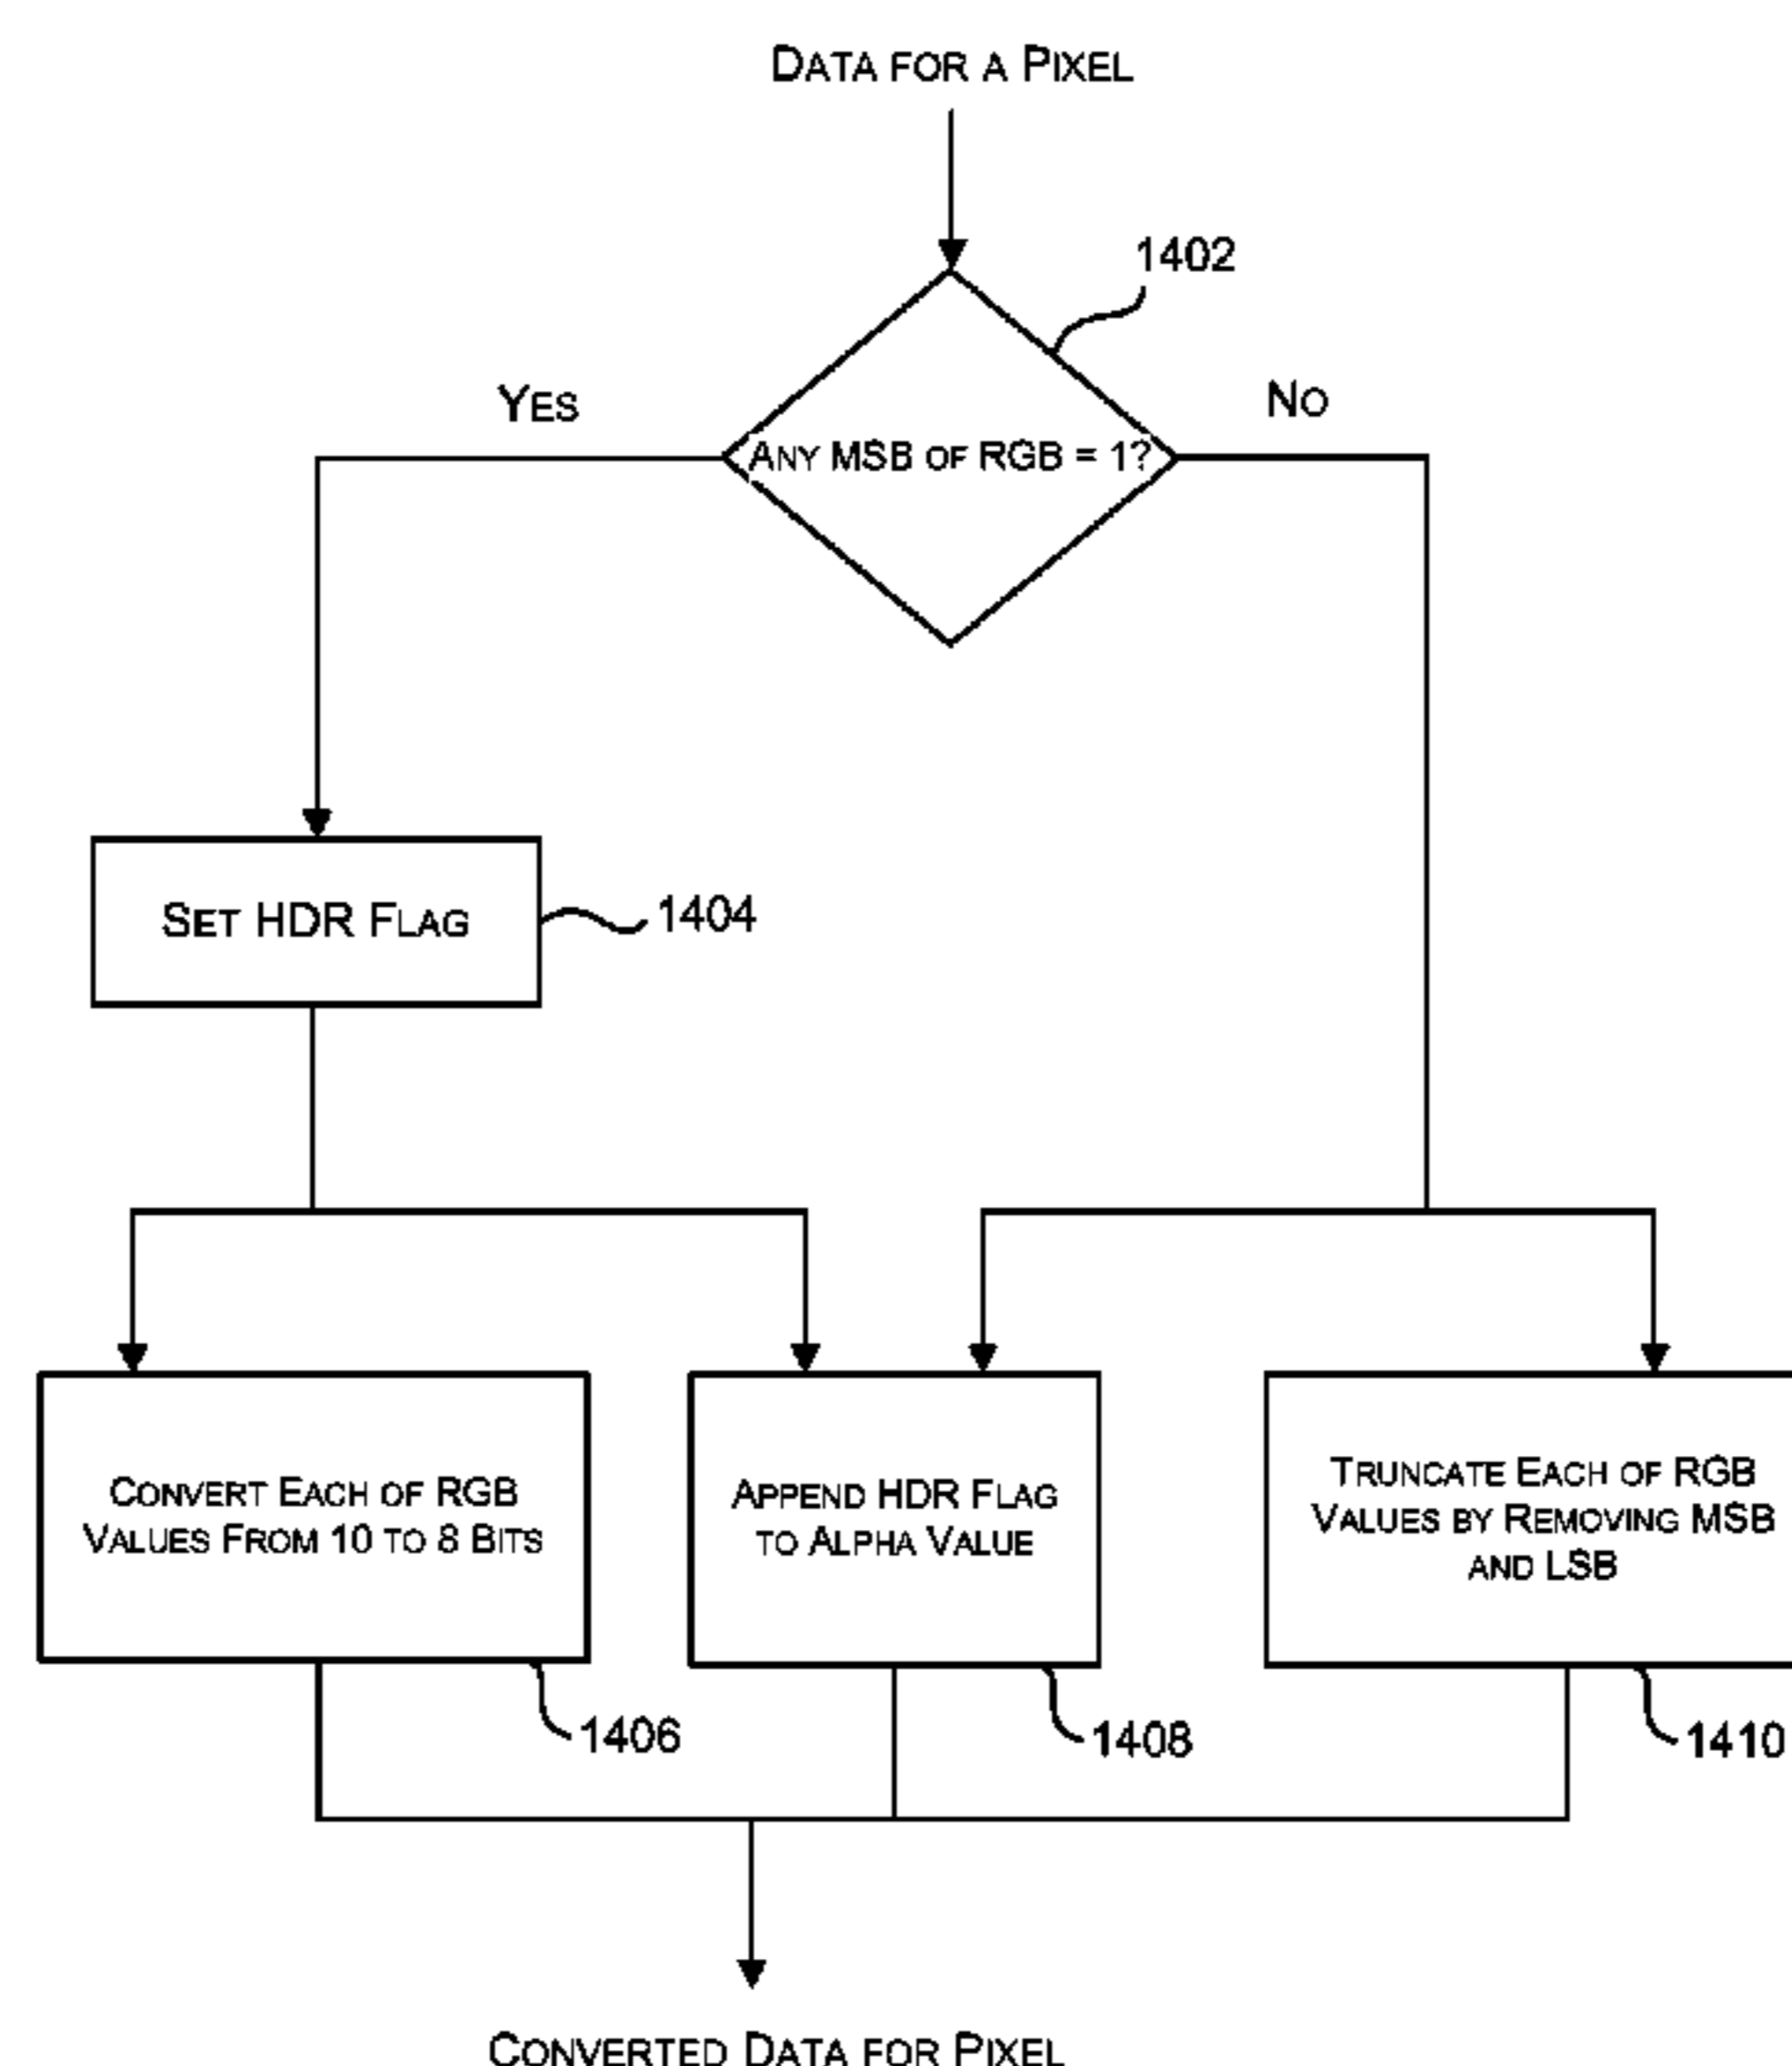 DATA FOR A PIXEL
1402
YES
NO
ANY MSB OF RGB = 1?
SET HDR FLAG
1404
CONVERT EACH OF RGB
VALUES FROM 10 TO 8 BITS
APPEND HDR FLAG
TO ALPHA VALUE
TRUNCATE EACH OF RGB
VALUES BY REMOVING MSB
AND LSB
1406
1408
1410
CONVERTED DATA FOR PIXEL